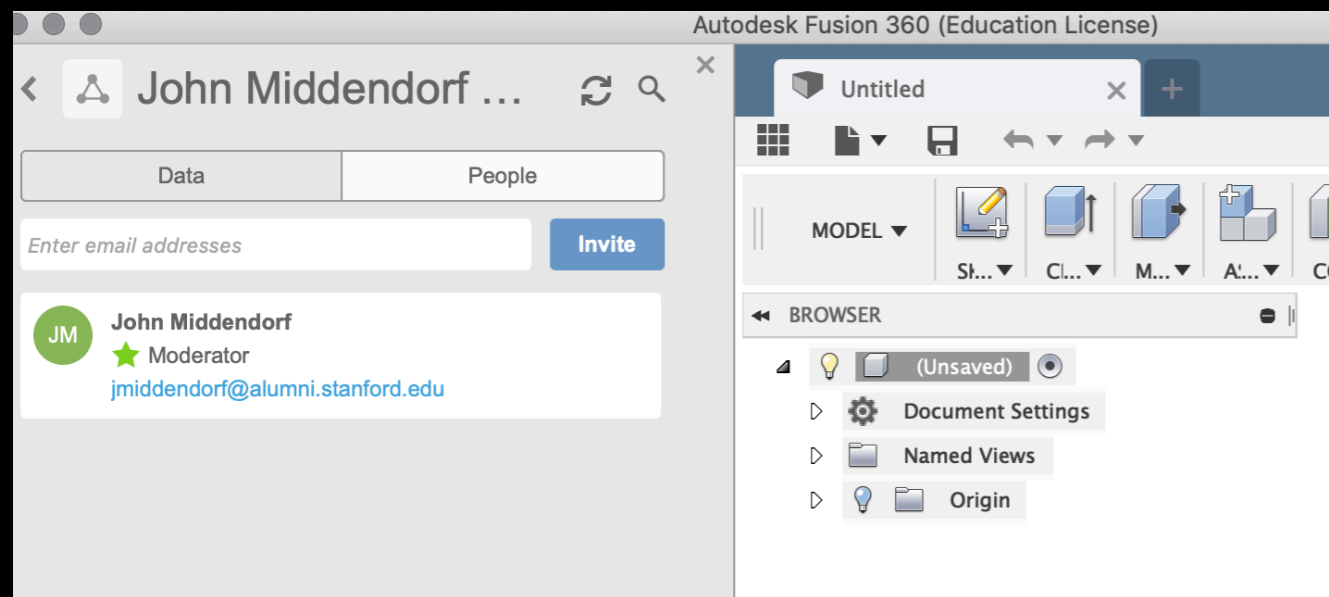 Autodesk Fusion 360 (Education License)
John Middendorf ...
Data
People
Enter email addresses
Invite
JM
John Middendorf
Moderator
jmiddendorf@alumni.stanford.edu
Untitled
MODEL
M...
BROWSER
(Unsaved)
Document Settings
Named Views
Origin